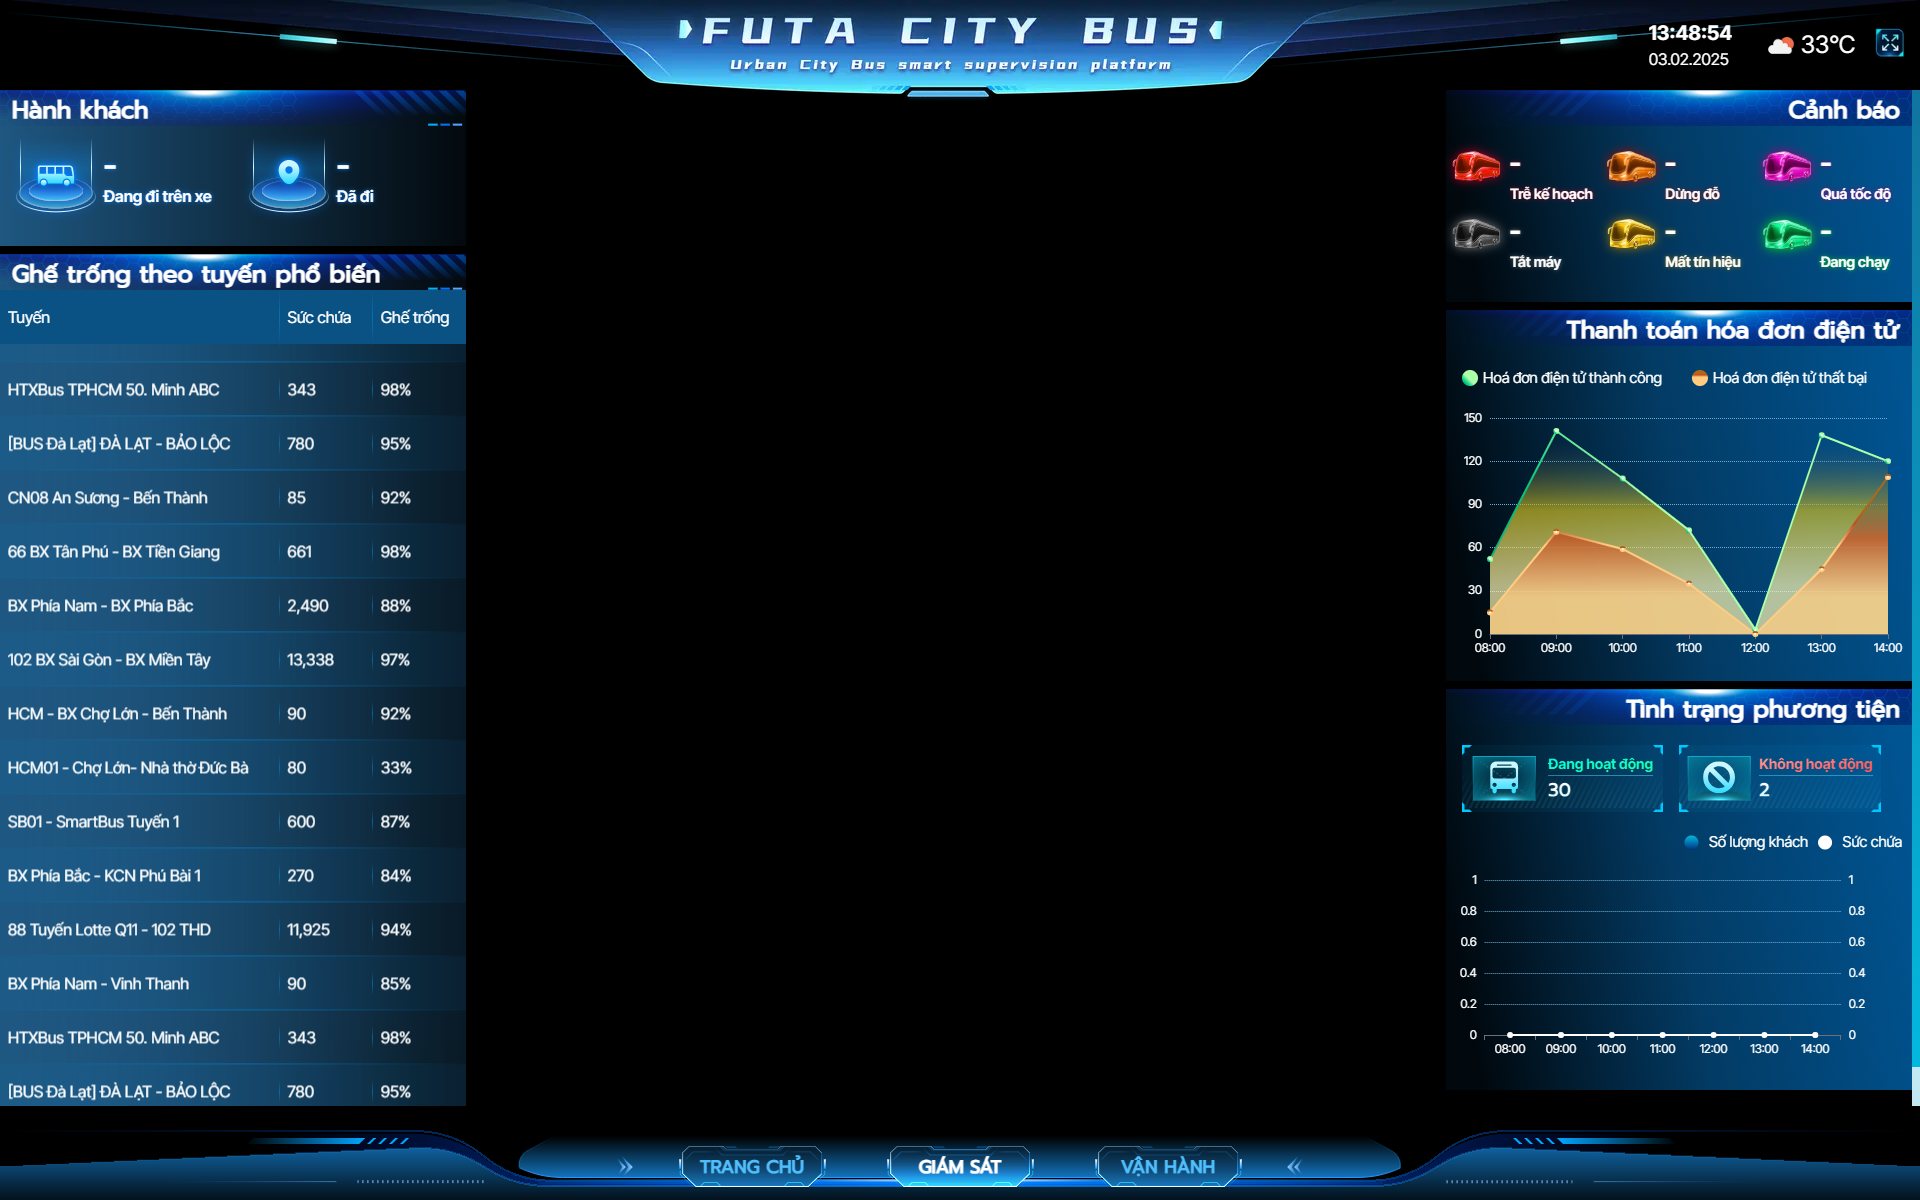 FUTA CITY BUS
Urban City Bus smart supervision platform
13:48:54
03.02.2025
33°C
Hành khách
-
Đang đi trên xe
-
Đã đi
Ghế trống theo tuyến phổ biến
Tuyến Sức chứa Ghế trống
HTXBus TPHCM 50. Minh ABC 343 98%
[BUS Đà Lạt] ĐÀ LẠT - BẢO LỘC 780 95%
CN08 An Sương - Bến Thành 85 92%
66 BX Tân Phú - BX Tiền Giang 661 98%
BX Phía Nam - BX Phía Bắc 2,490 88%
102 BX Sài Gòn - BX Miền Tây 13,338 97%
HCM - BX Chợ Lớn - Bến Thành 90 92%
HCM01 - Chợ Lớn- Nhà thờ Đức Bà 80 33%
SB01 - SmartBus Tuyến 1 600 87%
BX Phía Bắc - KCN Phú Bài 1 270 84%
88 Tuyến Lotte Q11 - 102 THD 11,925 94%
BX Phía Nam - Vinh Thanh 90 85%
HTXBus TPHCM 50. Minh ABC 343 98%
[BUS Đà Lạt] ĐÀ LẠT - BẢO LỘC 780 95%
Cảnh báo
- - -
Trễ kế hoạch Dừng đỗ Quá tốc độ
- - -
Tắt máy Mất tín hiệu Đang chạy
Thanh toán hóa đơn điện tử
Hoá đơn điện tử thành công Hoá đơn điện tử thất bại
150
120
90
60
30
0
08:00 09:00 10:00 11:00 12:00 13:00 14:00
Tình trạng phương tiện
Đang hoạt động
30
Không hoạt động
2
Số lượng khách Sức chứa
1 1
0.8 0.8
0.6 0.6
0.4 0.4
0.2 0.2
0 0
08:00 09:00 10:00 11:00 12:00 13:00 14:00
TRANG CHỦ GIÁM SÁT VẬN HÀNH